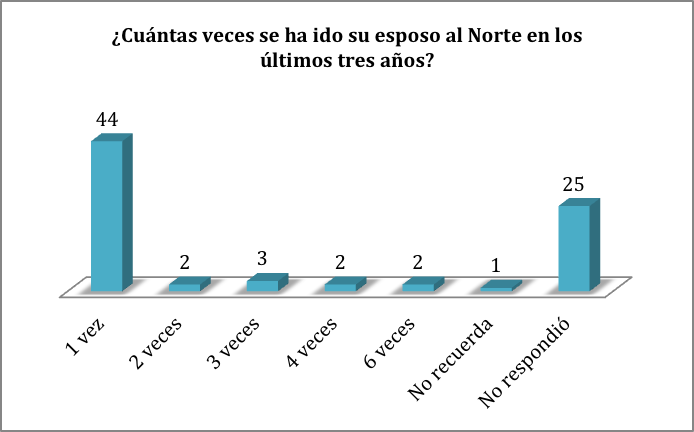 ¿Cuántas veces se ha ido su esposo al Norte en los
últimos tres años?
44
2
3
2
2
1
25
1 vez
2 veces
3 veces
4 veces
6 veces
No recuerda
No respondió